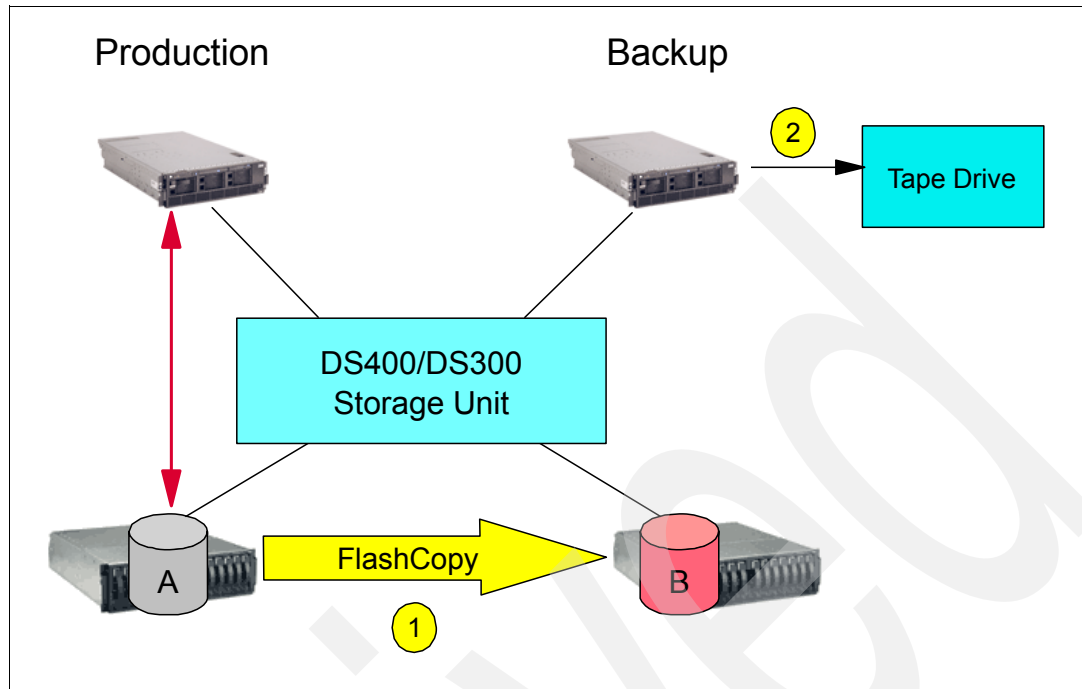 Production
Backup
2
Tape Drive
DS400/DS300
Storage Unit
A
FlashCopy
B
1